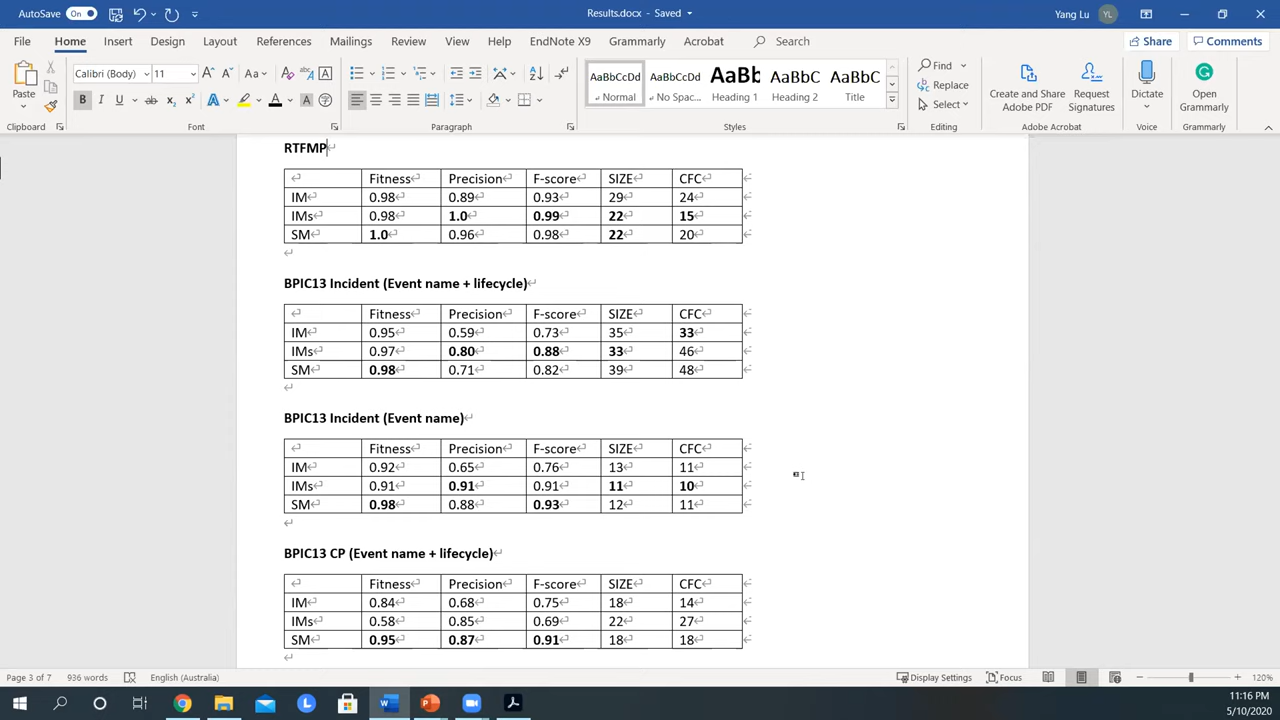 AutoSave On Results.docx - Saved Yang Lu YL
File Home Insert Design Layout References Mailings Review View Help EndNote X9 Grammarly Acrobat Search Share Comments
Paste Calibri (Body) 11 AaBbCcDd AaBbCcDd AaBb AaBbC AaBbC Find Replace Select Create and Share Adobe PDF Request Signatures Dictate Open Grammarly
Normal No Spac... Heading 1 Heading 2 Title
Clipboard Font Paragraph Styles Editing Adobe Acrobat Voice Grammarly
RTFMP
Fitness Precision F-score SIZE CFC
IM 0.98 0.89 0.93 29 24
IMs 0.98 1.0 0.99 22 15
SM 1.0 0.96 0.98 22 20
BPIC13 Incident (Event name + lifecycle)
Fitness Precision F-score SIZE CFC
IM 0.95 0.59 0.73 35 33
IMs 0.97 0.80 0.88 33 46
SM 0.98 0.71 0.82 39 48
BPIC13 Incident (Event name)
Fitness Precision F-score SIZE CFC
IM 0.92 0.65 0.76 13 11
IMs 0.91 0.91 0.91 11 10
SM 0.98 0.88 0.93 12 11
BPIC13 CP (Event name + lifecycle)
Fitness Precision F-score SIZE CFC
IM 0.84 0.68 0.75 18 14
IMs 0.58 0.85 0.69 22 27
SM 0.95 0.87 0.91 18 18
Page 3 of 7 936 words English (Australia) Display Settings Focus 120%
11:16 PM
5/10/2020